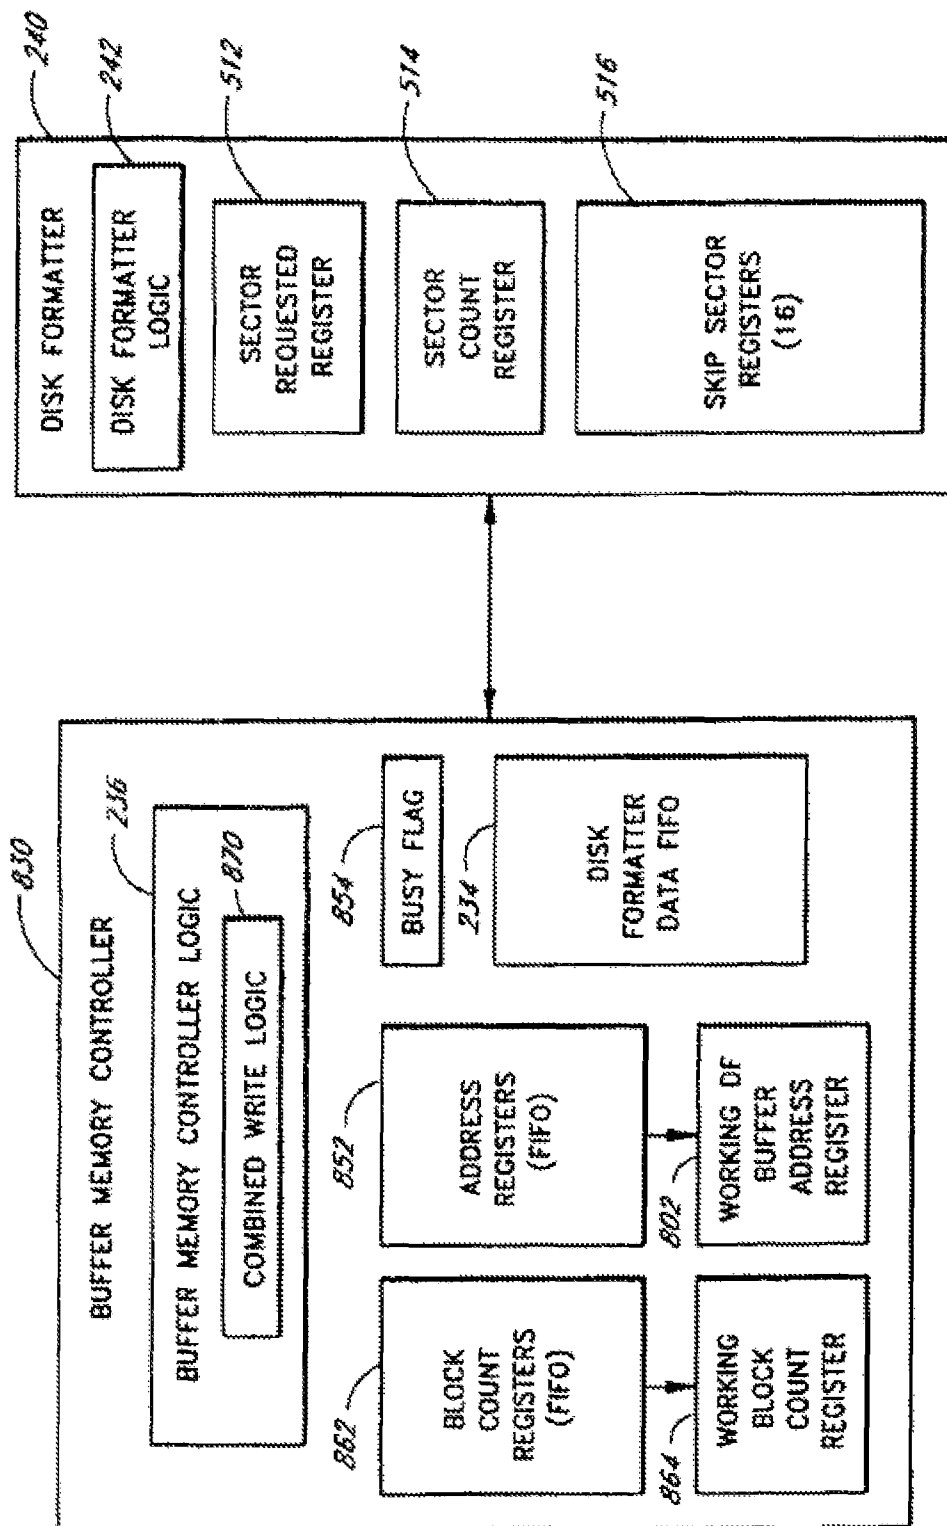 830
BUFFER MEMORY CONTROLLER
236
BUFFER MEMORY CONTROLLER LOGIC
870
COMBINED WRITE LOGIC
862
BLOCK
COUNT
REGISTERS
(FIFO)
852
ADDRESS
REGISTERS
(FIFO)
854
BUSY FLAG
234
DISK
FORMATTER
DATA FIFO
864
WORKING
BLOCK
COUNT
REGISTER
802
WORKING DF
BUFFER
ADDRESS
REGISTER
240
DISK FORMATTER
242
DISK FORMATTER
LOGIC
512
SECTOR
REQUESTED
REGISTER
514
SECTOR
COUNT
REGISTER
516
SKIP SECTOR
REGISTERS
(16)